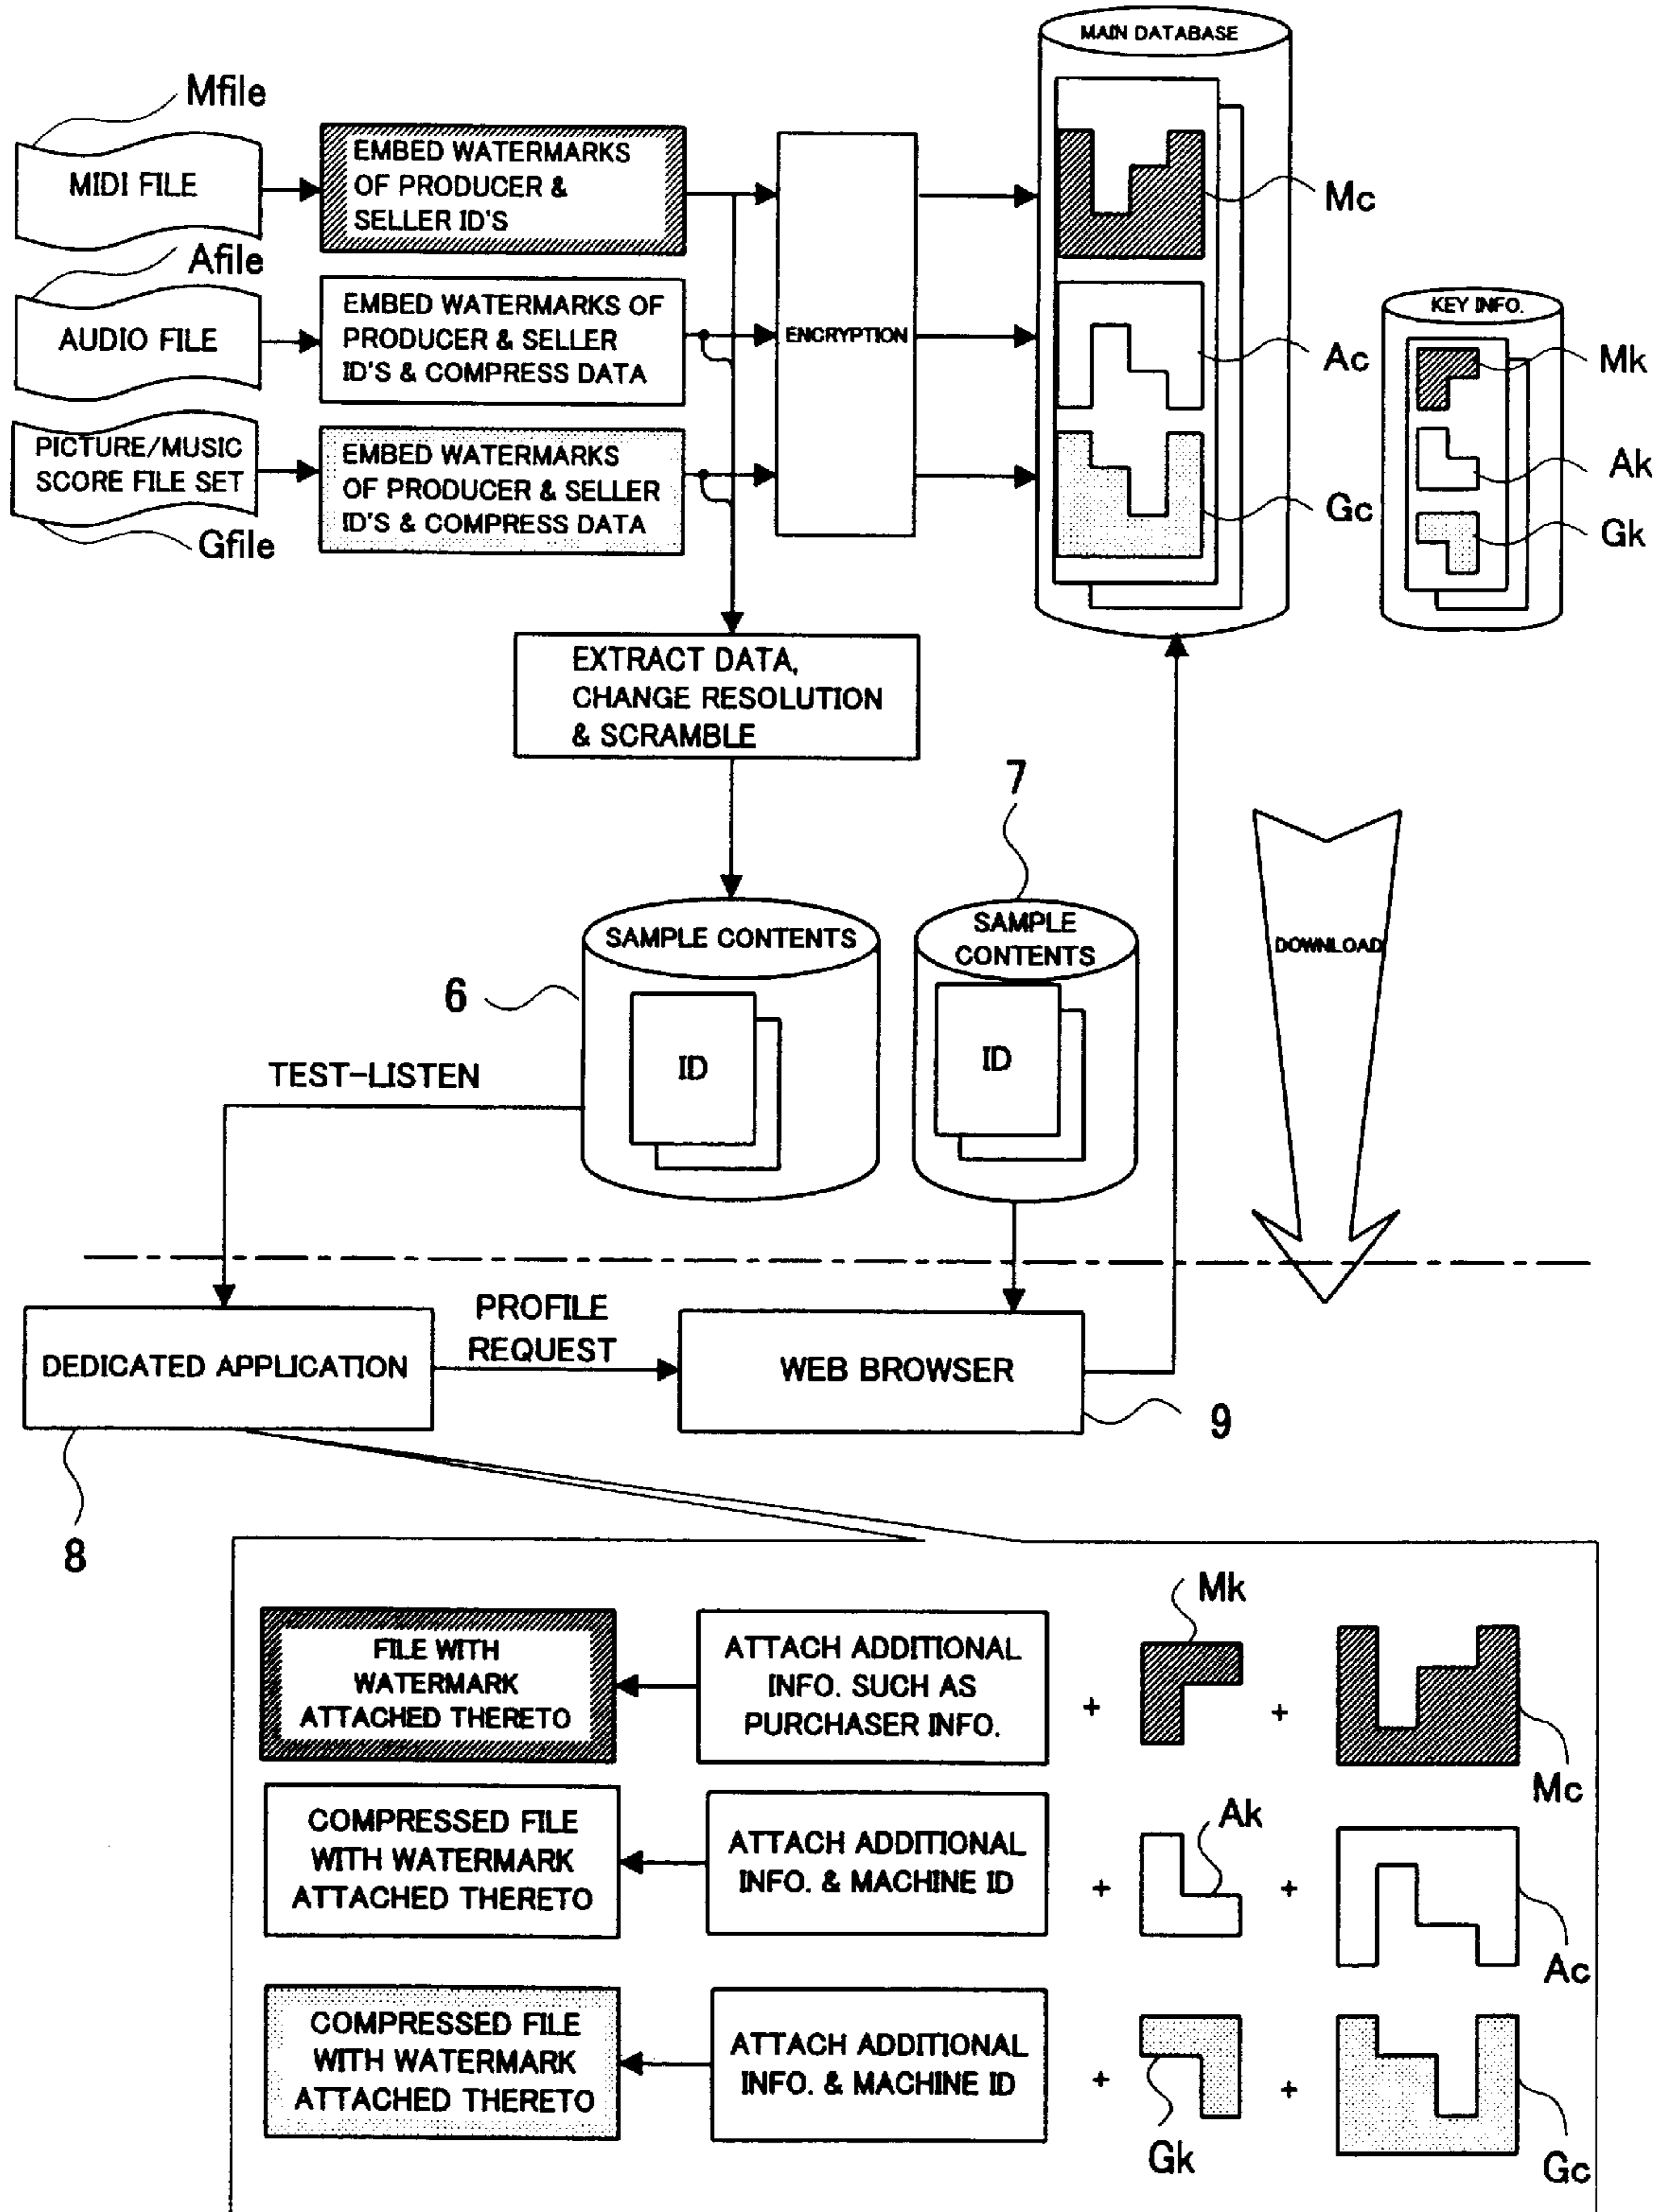 MAIN DATABASE
Mfile
MIDI FILE
EMBED WATERMARKS
OF PRODUCER &
SELLER ID'S
Mc
Afile
AUDIO FILE
EMBED WATERMARKS OF
PRODUCER & SELLER
ID'S & COMPRESS DATA
ENCRYPTION
Ac
KEY INFO.
Mk
Ak
Gk
PICTURE/MUSIC
SCORE FILE SET
Gfile
EMBED WATERMARKS
OF PRODUCER & SELLER
ID'S & COMPRESS DATA
Gc
EXTRACT DATA,
CHANGE RESOLUTION
& SCRAMBLE
7
SAMPLE CONTENTS
ID
6
SAMPLE
CONTENTS
ID
DOWNLOAD
TEST-LISTEN
DEDICATED APPLICATION
8
PROFILE
REQUEST
WEB BROWSER
9
FILE WITH
WATERMARK
ATTACHED THERETO
ATTACH ADDITIONAL
INFO. SUCH AS
PURCHASER INFO.
+
Mk
+
Mc
COMPRESSED FILE
WITH WATERMARK
ATTACHED THERETO
ATTACH ADDITIONAL
INFO. & MACHINE ID
+
Ak
+
Ac
COMPRESSED FILE
WITH WATERMARK
ATTACHED THERETO
ATTACH ADDITIONAL
INFO. & MACHINE ID
+
Gk
+
Gc